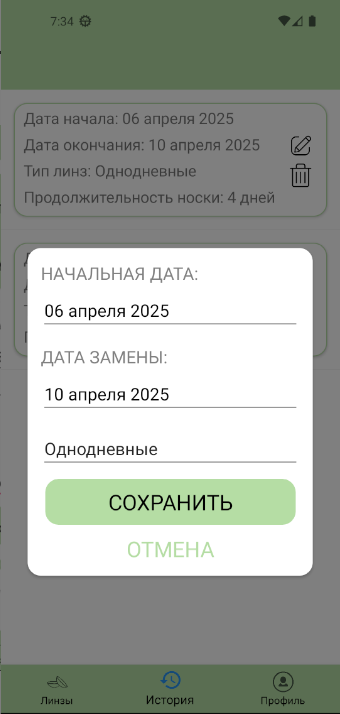 7:34
Дата начала: 06 апреля 2025
Дата окончания: 10 апреля 2025
Тип линз: Однодневные
Продолжительность носки: 4 дней
НАЧАЛЬНАЯ ДАТА:
06 апреля 2025
ДАТА ЗАМЕНЫ:
10 апреля 2025
Однодневные
СОХРАНИТЬ
ОТМЕНА
Линзы
История
Профиль